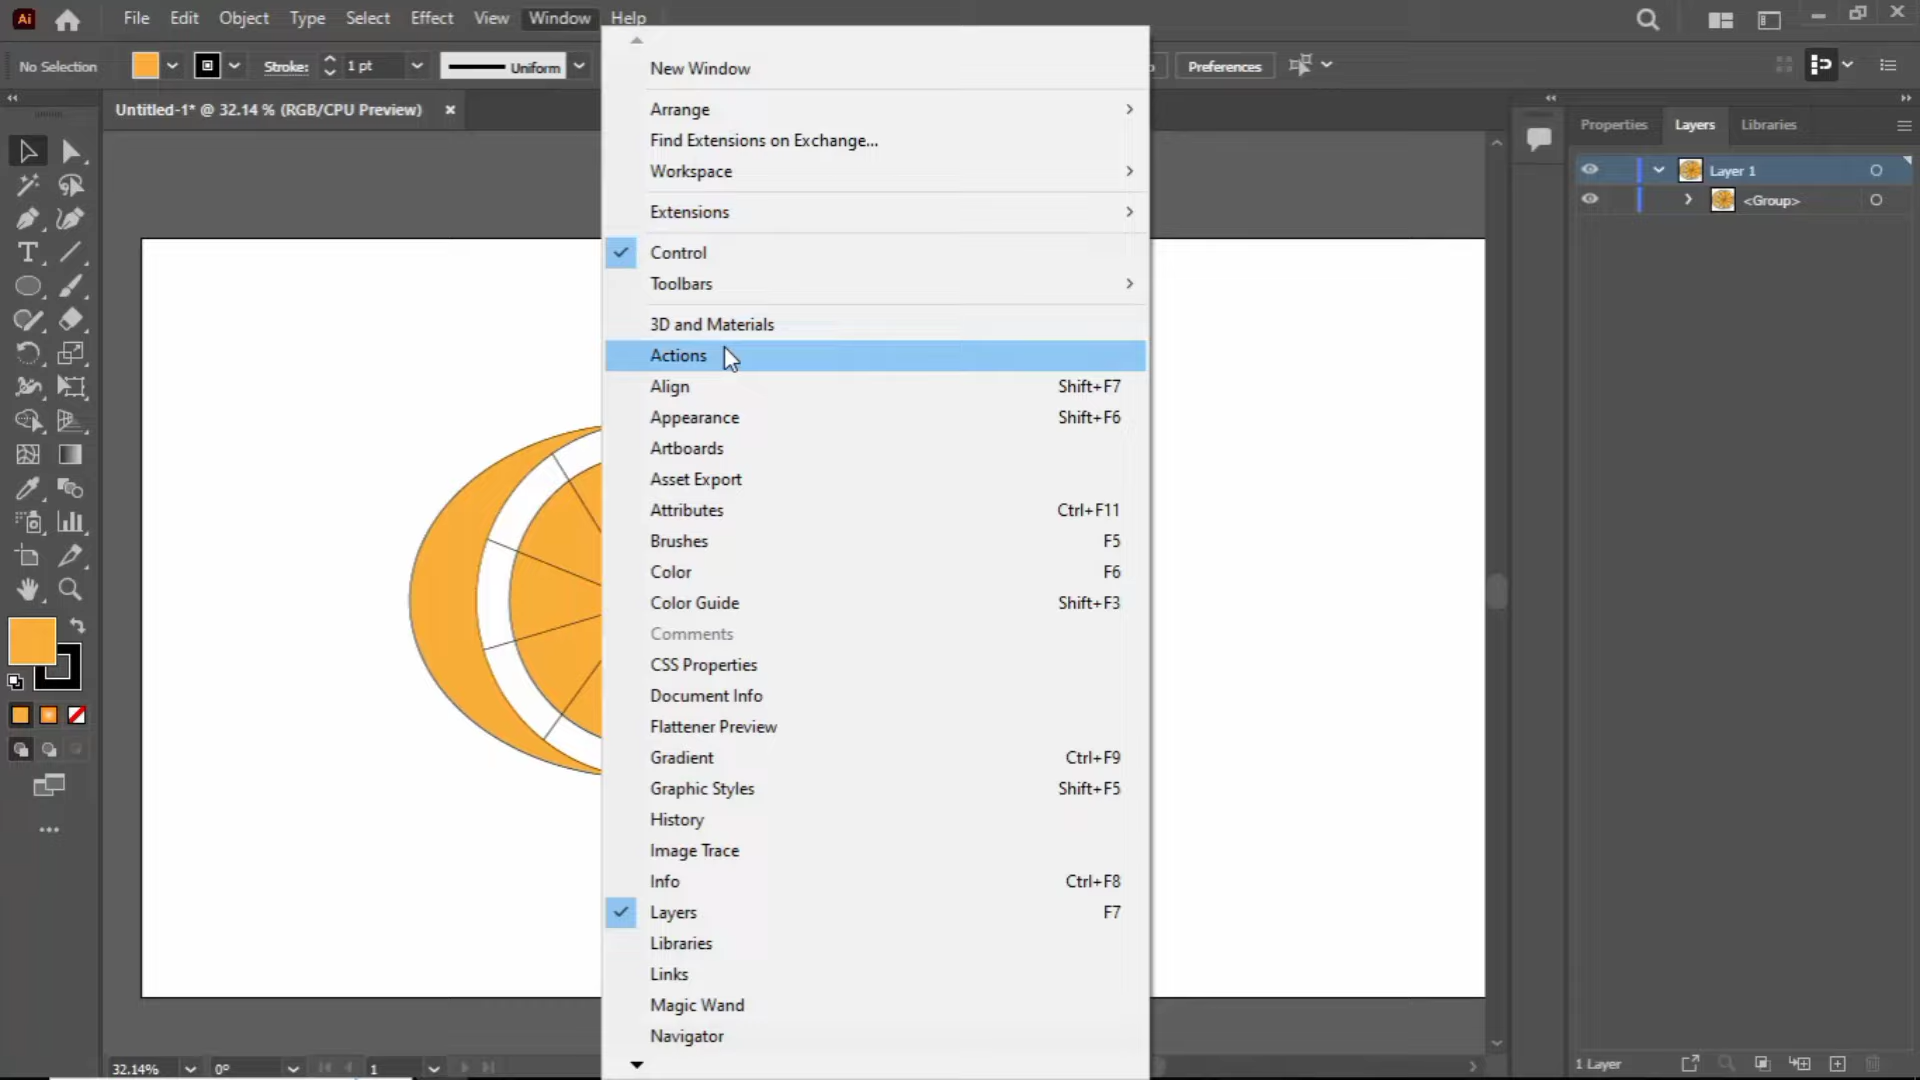 Ai File Edit Object Type Select Effect View Window Help
No Selection Stroke: 1 pt Uniform Preferences
Untitled-1* @ 32.14 % (RGB/CPU Preview) ×
New Window
Arrange
Find Extensions on Exchange...
Workspace
Extensions
Control
Toolbars
3D and Materials
Actions
Align Shift+F7
Appearance Shift+F6
Artboards
Asset Export
Attributes Ctrl+F11
Brushes F5
Color F6
Color Guide Shift+F3
Comments
CSS Properties
Document Info
Flattener Preview
Gradient Ctrl+F9
Graphic Styles Shift+F5
History
Image Trace
Info Ctrl+F8
Layers F7
Libraries
Links
Magic Wand
Navigator
Properties Layers Libraries
Layer 1
<Group>
32.14% 0° 1
1 Layer